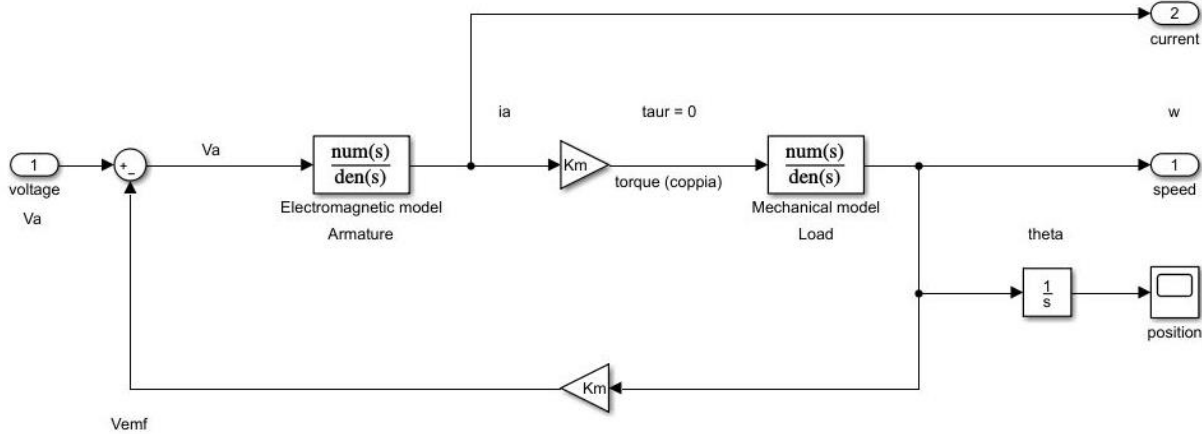 2
current
ia
taur = 0
w
1
voltage
Va
+
-
Va
num(s)
den(s)
Electromagnetic model
Armature
Km
torque (coppia)
num(s)
den(s)
Mechanical model
Load
1
speed
theta
1
s
position
Km
Vemf